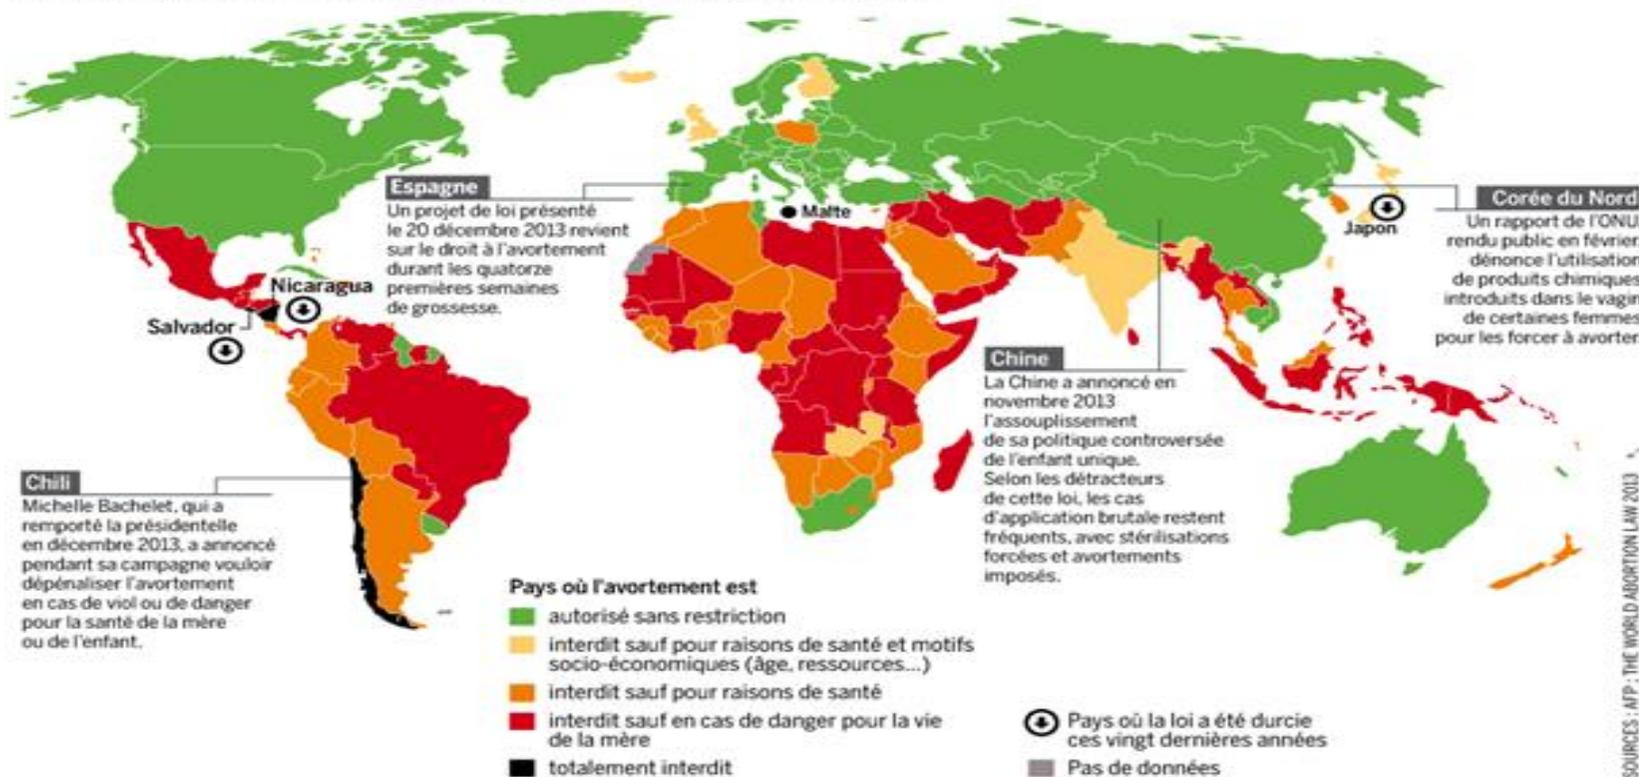 Espagne
Un projet de loi présenté
le 20 décembre 2013 revient
sur le droit à l'avortement
durant les quatorze
premières semaines
de grossesse.
Malte
Corée du Nord
Un rapport de l'ONU
rendu public en février
dénonce l'utilisation
de produits chimiques
introduits dans le vagin
de certaines femmes
pour les forcer à avorter.
Japon
Nicaragua
Salvador
Chine
La Chine a annoncé en
novembre 2013
l'assouplissement
de sa politique controversée
de l'enfant unique.
Selon les détracteurs
de cette loi, les cas
d'application brutale restent
fréquents, avec stérilisations
forcées et avortements
imposés.
Chili
Michelle Bachelet, qui a
remporté la présidentielle
en décembre 2013, a annoncé
pendant sa campagne vouloir
dépénaliser l'avortement
en cas de viol ou de danger
pour la santé de la mère
ou de l'enfant.
Pays où l'avortement est
autorisé sans restriction
interdit sauf pour raisons de santé et motifs
socio-économiques (âge, ressources...)
interdit sauf pour raisons de santé
interdit sauf en cas de danger pour la vie
de la mère
totalement interdit
Pays où la loi a été durcie
ces vingt dernières années
Pas de données
SOURCES : AFP ; THE WORLD ABORTION LAW 2013